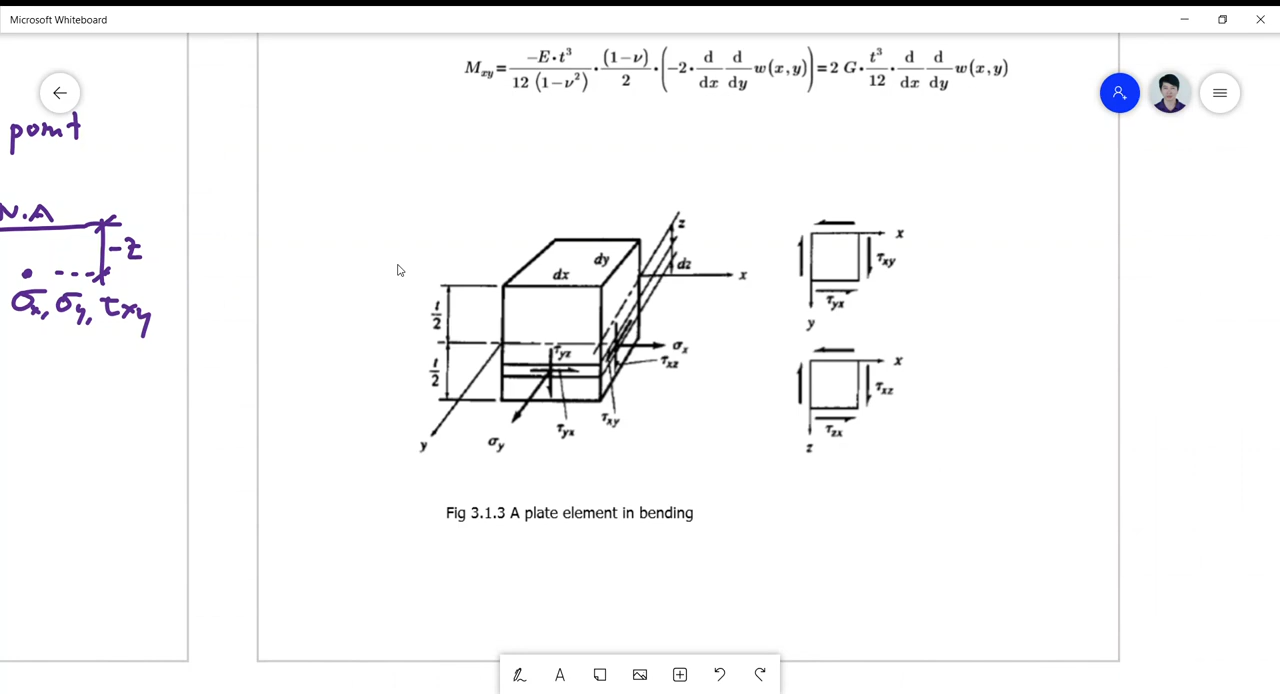 Microsoft Whiteboard
M_xy = -E·t³ / 12 (1-ν²) · (1-ν) / 2 · (-2· d/dx d/dy w(x,y)) = 2 G· t³/12 · d/dx d/dy w(x,y)
point
N.A
-z
σx, σy, τxy
z
dy
dx
dz
x
t/2
t/2
τyz
σx
τxz
τxy
τyx
σy
y
x
τxy
τyx
y
x
τxz
τzx
z
Fig 3.1.3 A plate element in bending
A